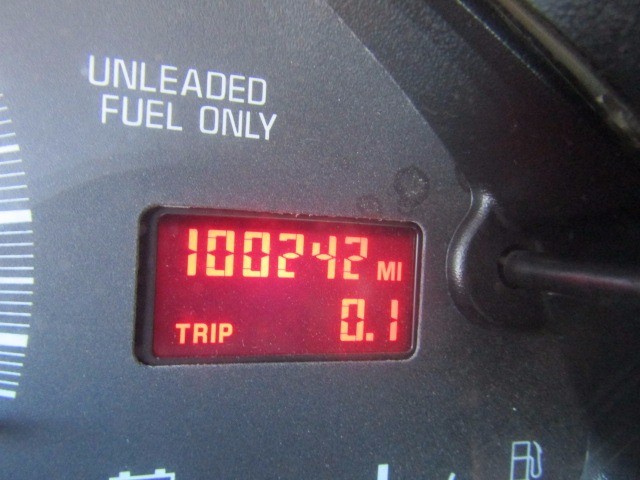 UNLEADED
FUEL ONLY
100242 MI
TRIP 0.1